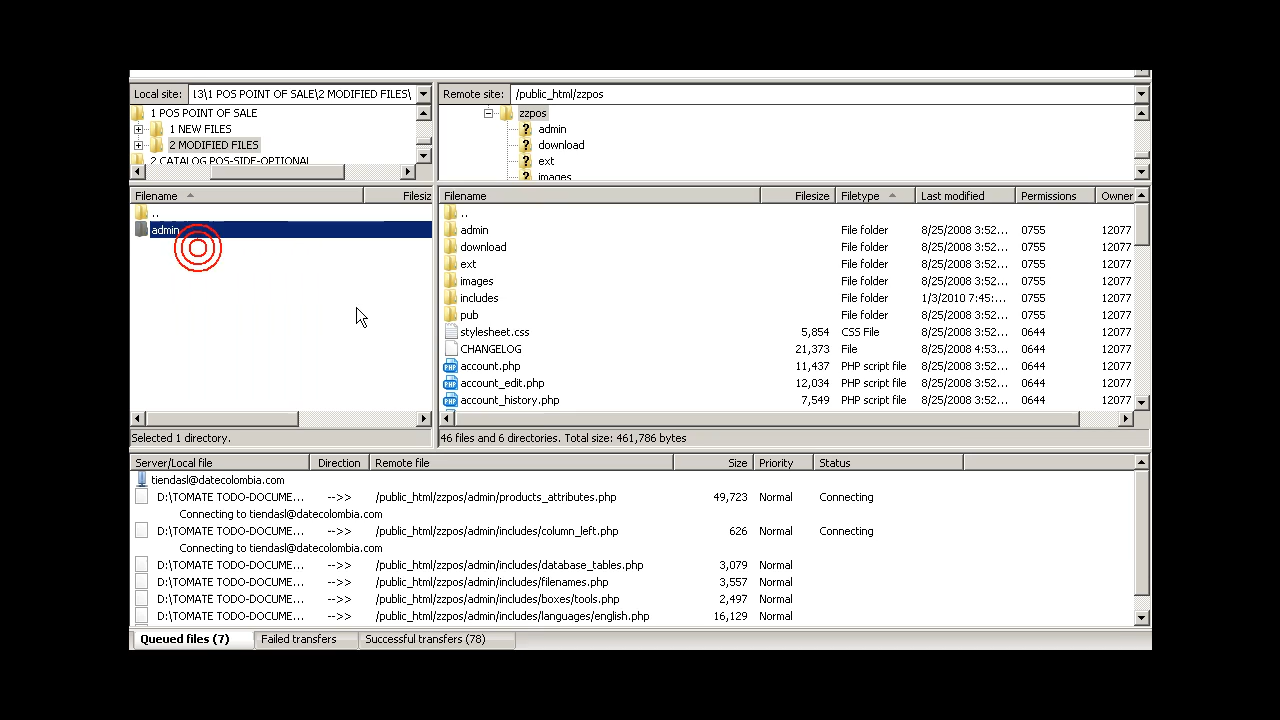 Local site: \3\1 POS POINT OF SALE\2 MODIFIED FILES\
1 POS POINT OF SALE
1 NEW FILES
2 MODIFIED FILES
2 CATALOG POS-SIDE-OPTIONAL
Remote site: /public_html/zzpos
zzpos
admin
download
ext
images
Filename Filesiz
..
admin
Selected 1 directory.
Filename Filesize Filetype Last modified Permissions Owner
..
admin File folder 8/25/2008 3:52... 0755 12077
download File folder 8/25/2008 3:52... 0755 12077
ext File folder 8/25/2008 3:52... 0755 12077
images File folder 8/25/2008 3:52... 0755 12077
includes File folder 1/3/2010 7:45:... 0755 12077
pub File folder 8/25/2008 3:52... 0755 12077
stylesheet.css 5,854 CSS File 8/25/2008 3:52... 0644 12077
CHANGELOG 21,373 File 8/25/2008 4:53... 0644 12077
account.php 11,437 PHP script file 8/25/2008 3:52... 0644 12077
account_edit.php 12,034 PHP script file 8/25/2008 3:52... 0644 12077
account_history.php 7,549 PHP script file 8/25/2008 3:52... 0644 12077
46 files and 6 directories. Total size: 461,786 bytes
Server/Local file Direction Remote file Size Priority Status
tiendasl@datecolombia.com
D:\TOMATE TODO-DOCUME... -->> /public_html/zzpos/admin/products_attributes.php 49,723 Normal Connecting
Connecting to tiendasl@datecolombia.com
D:\TOMATE TODO-DOCUME... -->> /public_html/zzpos/admin/includes/column_left.php 626 Normal Connecting
Connecting to tiendasl@datecolombia.com
D:\TOMATE TODO-DOCUME... -->> /public_html/zzpos/admin/includes/database_tables.php 3,079 Normal
D:\TOMATE TODO-DOCUME... -->> /public_html/zzpos/admin/includes/filenames.php 3,557 Normal
D:\TOMATE TODO-DOCUME... -->> /public_html/zzpos/admin/includes/boxes/tools.php 2,497 Normal
D:\TOMATE TODO-DOCUME... -->> /public_html/zzpos/admin/includes/languages/english.php 16,129 Normal
Queued files (7) Failed transfers Successful transfers (78)